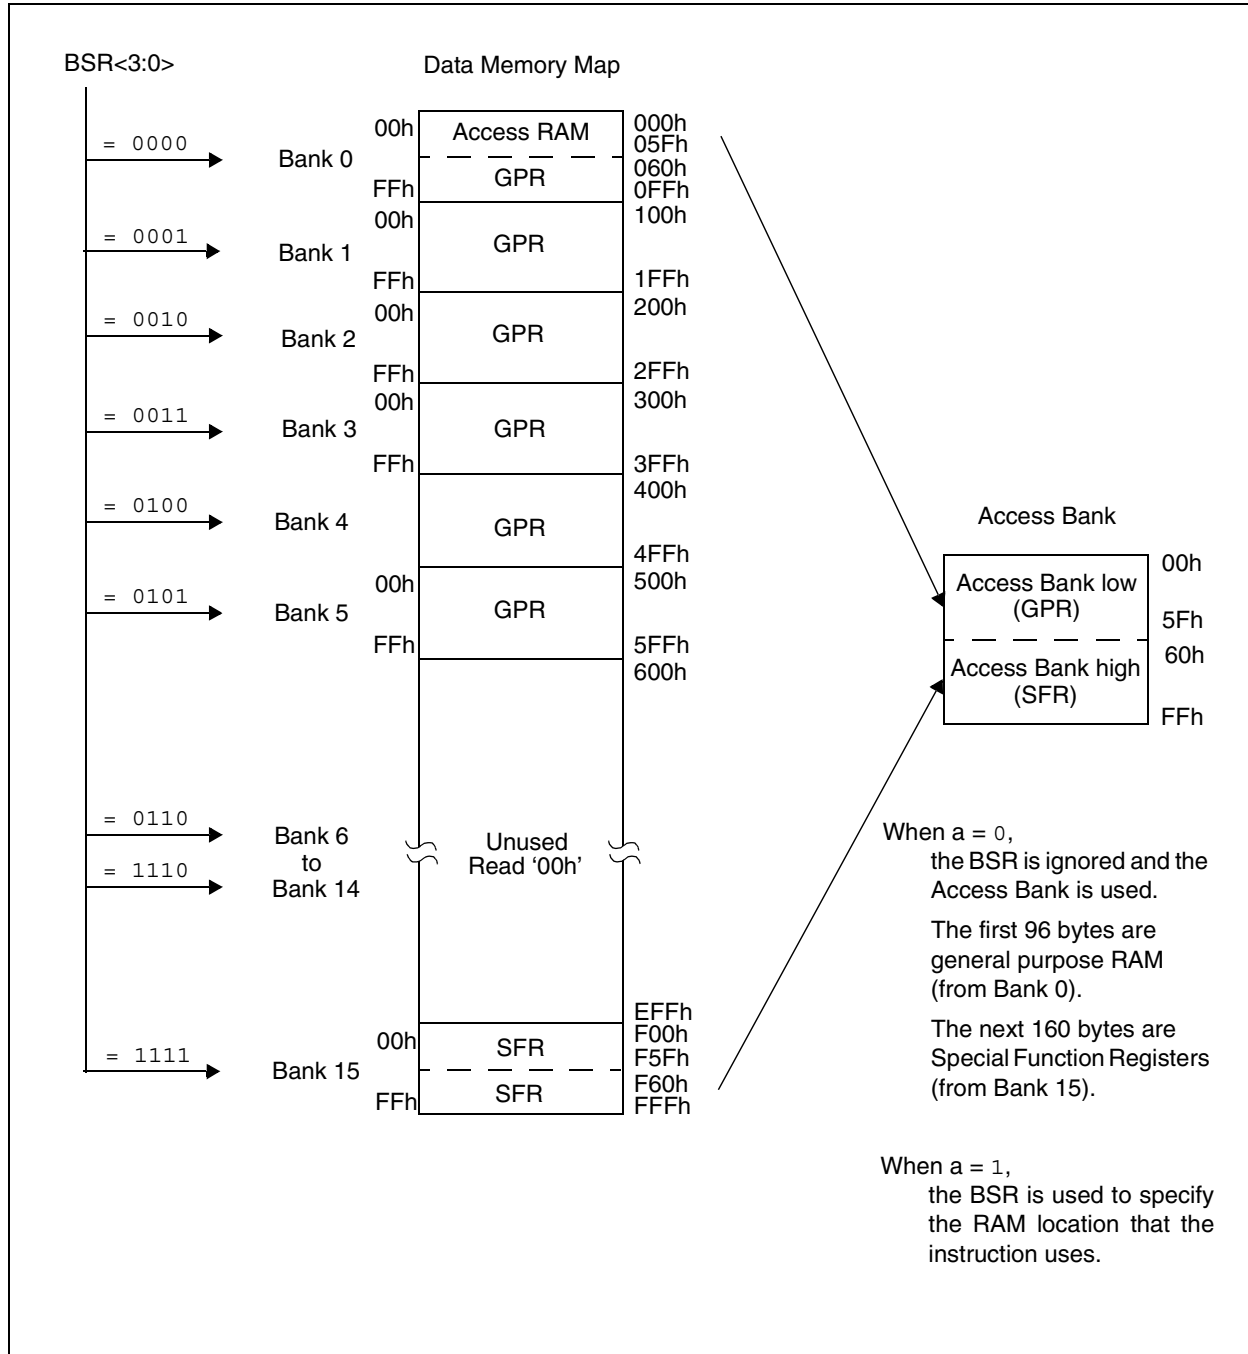 BSR<3:0>
Data Memory Map
= 0000
Bank 0
00h
Access RAM
000h
05Fh
FFh
GPR
060h
0FFh
= 0001
Bank 1
00h
GPR
100h
FFh
1FFh
= 0010
Bank 2
00h
GPR
200h
FFh
2FFh
= 0011
Bank 3
00h
GPR
300h
FFh
3FFh
= 0100
Bank 4
GPR
400h
4FFh
= 0101
Bank 5
00h
GPR
500h
FFh
5FFh
600h
= 0110
= 1110
Bank 6
to
Bank 14
Unused
Read ‘00h’
EFFh
= 1111
Bank 15
00h
SFR
F00h
F5Fh
FFh
SFR
F60h
FFFh
Access Bank
Access Bank low
(GPR)
00h
5Fh
Access Bank high
(SFR)
60h
FFh
When a = 0,
the BSR is ignored and the
Access Bank is used.
The first 96 bytes are
general purpose RAM
(from Bank 0).
The next 160 bytes are
Special Function Registers
(from Bank 15).
When a = 1,
the BSR is used to specify
the RAM location that the
instruction uses.